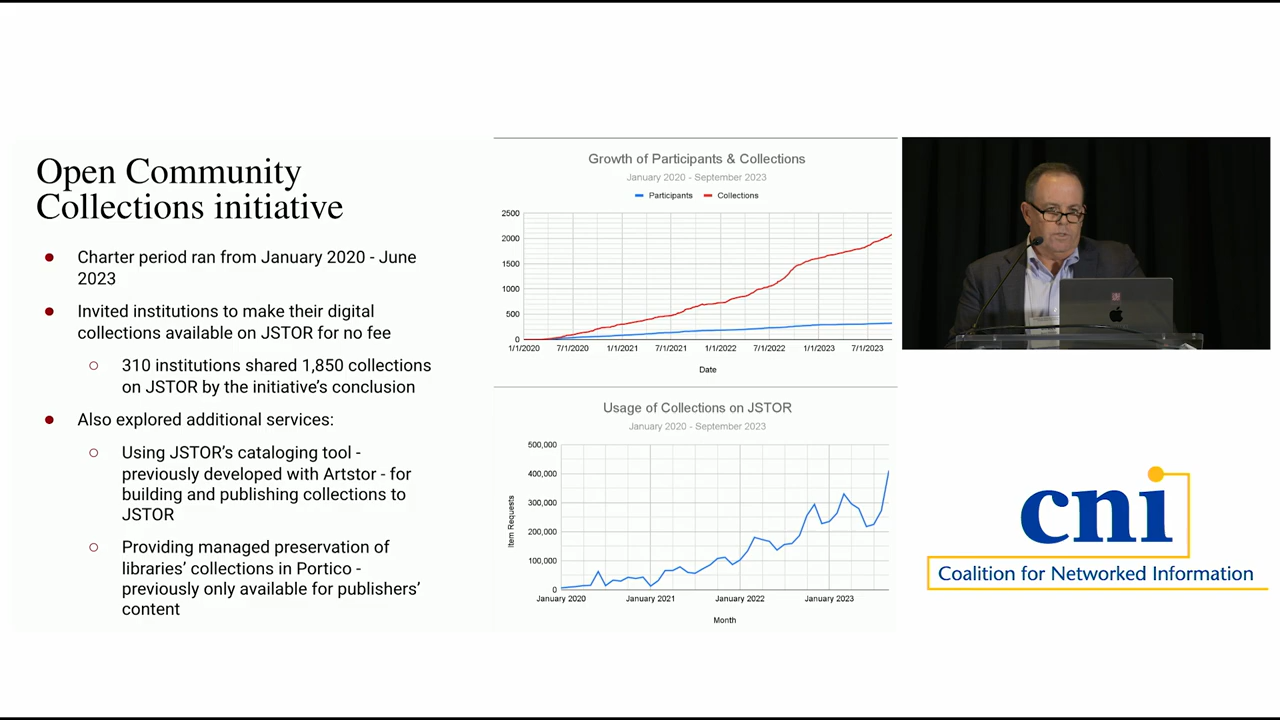 Open Community
Collections initiative
● Charter period ran from January 2020 - June
2023
● Invited institutions to make their digital
collections available on JSTOR for no fee
○ 310 institutions shared 1,850 collections
on JSTOR by the initiative’s conclusion
● Also explored additional services:
○ Using JSTOR’s cataloging tool -
previously developed with Artstor - for
building and publishing collections to
JSTOR
○ Providing managed preservation of
libraries’ collections in Portico -
previously only available for publishers’
content
Growth of Participants & Collections
January 2020 - September 2023
Participants Collections
2500
2000
1500
1000
500
0
1/1/2020 7/1/2020 1/1/2021 7/1/2021 1/1/2022 7/1/2022 1/1/2023 7/1/2023
Date
Usage of Collections on JSTOR
January 2020 - September 2023
Item Requests
500,000
400,000
300,000
200,000
100,000
0
January 2020 January 2021 January 2022 January 2023
Month
cni
Coalition for Networked Information